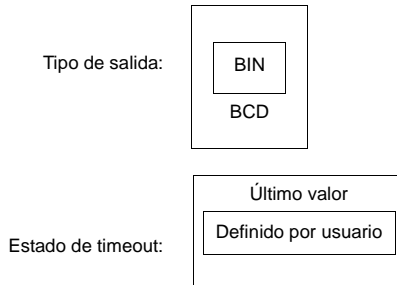 Tipo de salida:
BIN
BCD
Último valor
Definido por usuario
Estado de timeout: